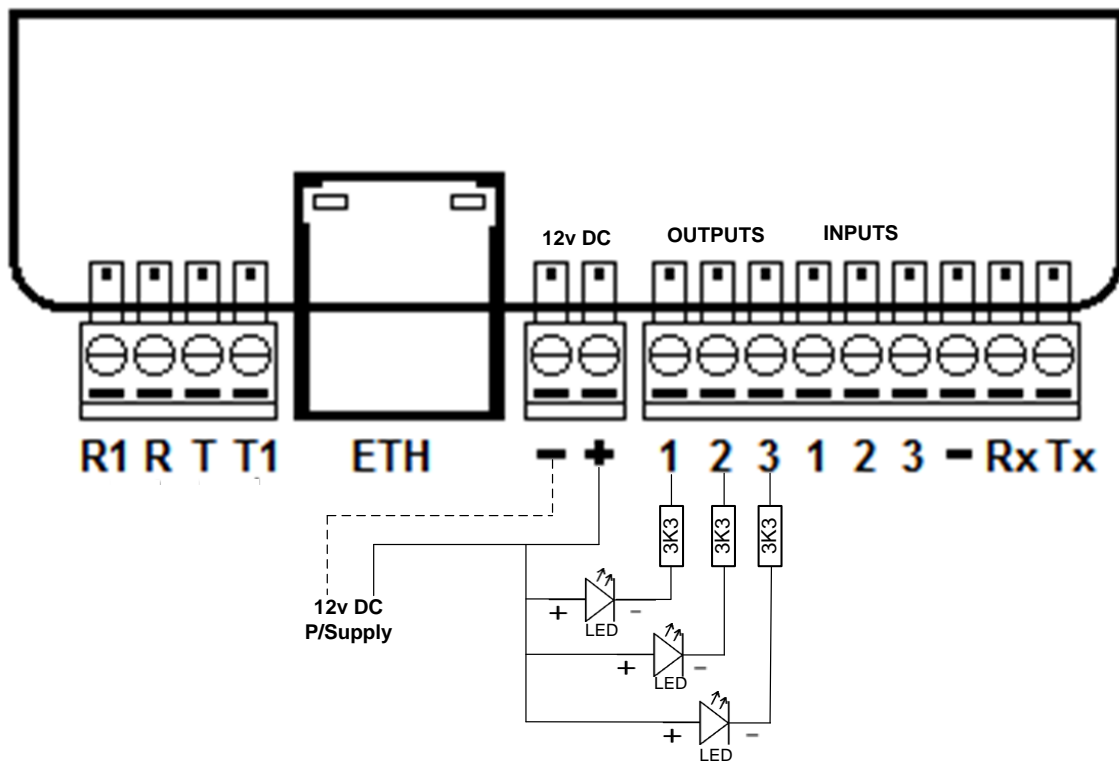 12v DC OUTPUTS INPUTS
R1 R T T1 ETH - + 1 2 3 1 2 3 - Rx Tx
3K3 3K3 3K3
12v DC
P/Supply
+ -
LED
+ -
LED
+ -
LED